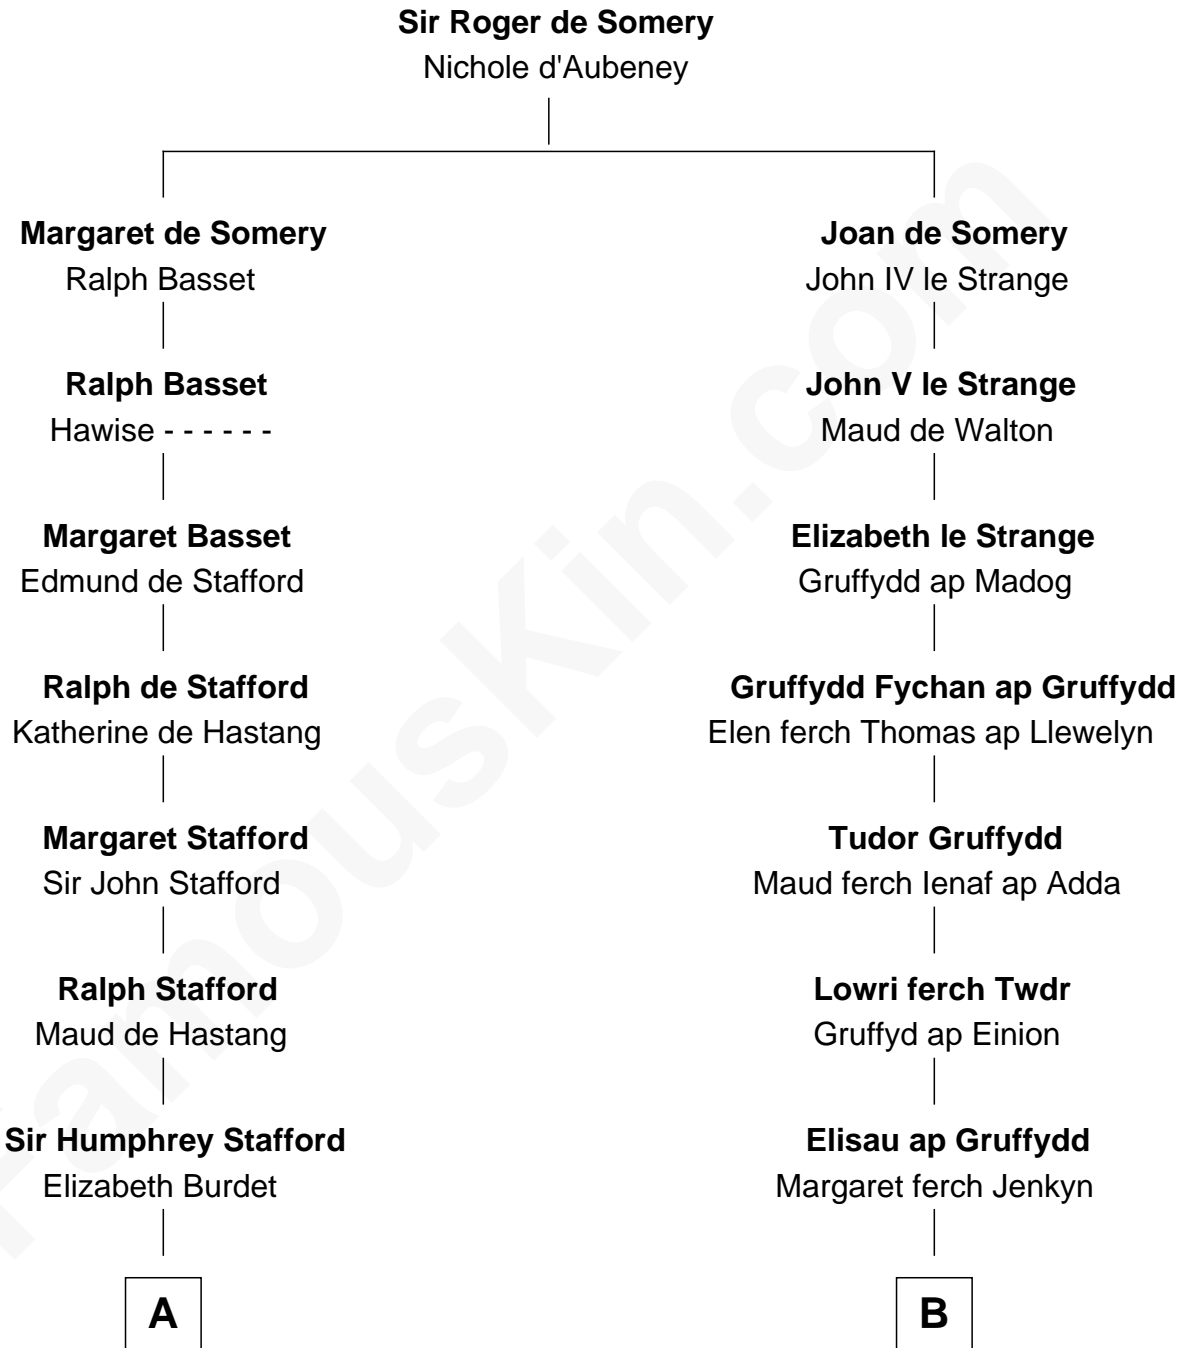 Sir Roger de Somery
Nichole d'Aubeney
Margaret de Somery
Ralph Basset
Joan de Somery
John IV le Strange
Ralph Basset
Hawise - - - - - -
John V le Strange
Maud de Walton
Margaret Basset
Edmund de Stafford
Elizabeth le Strange
Gruffydd ap Madog
Ralph de Stafford
Katherine de Hastang
Gruffydd Fychan ap Gruffydd
Elen ferch Thomas ap Llewelyn
Margaret Stafford
Sir John Stafford
Tudor Gruffydd
Maud ferch Ienaf ap Adda
Ralph Stafford
Maud de Hastang
Lowri ferch Twdr
Gruffyd ap Einion
Sir Humphrey Stafford
Elizabeth Burdet
Elisau ap Gruffydd
Margaret ferch Jenkyn
A
B
FamousKin.com